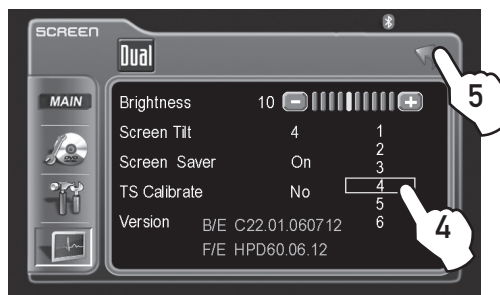 SCREEN
Dual
MAIN
Brightness 10
Screen Tilt 4 1
2
Screen Saver On 3
4
TS Calibrate No 5
Version B/E C22.01.060712 6
F/E HPD60.06.12
DVD
5
4